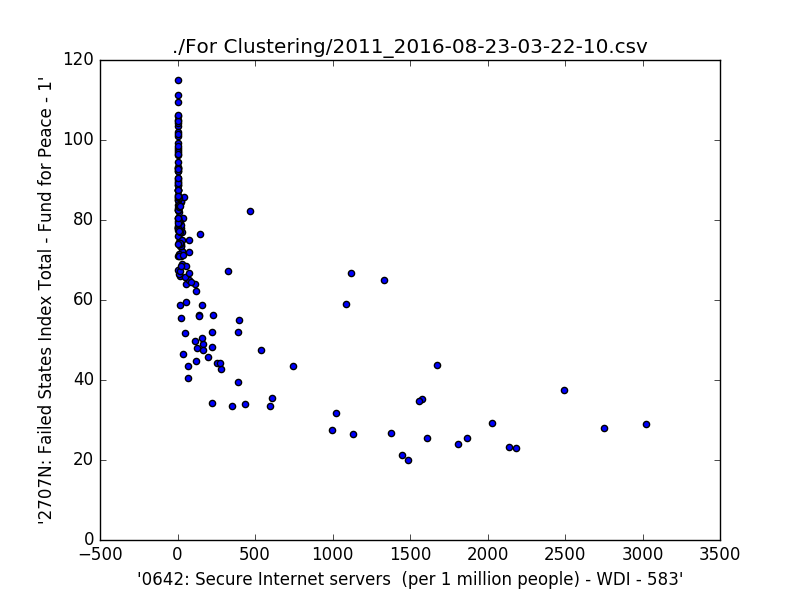 ./For Clustering/2011_2016-08-23-03-22-10.csv
'2707N: Failed States Index Total - Fund for Peace - 1'
120
100
80
60
40
20
0
−500 0 500 1000 1500 2000 2500 3000 3500
'0642: Secure Internet servers  (per 1 million people) - WDI - 583'